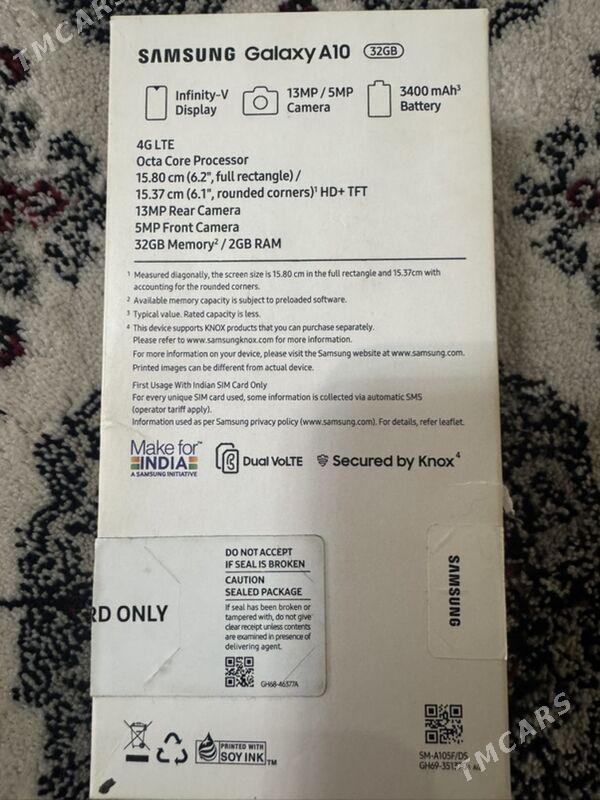 TMCARS
SAMSUNG Galaxy A10 32GB
Infinity-V
Display
13MP / 5MP
Camera
3400 mAh³
Battery
4G LTE
Octa Core Processor
15.80 cm (6.2", full rectangle) /
15.37 cm (6.1", rounded corners)¹ HD+ TFT
13MP Rear Camera
5MP Front Camera
32GB Memory² / 2GB RAM
¹ Measured diagonally, the screen size is 15.80 cm in the full rectangle and 15.37cm with
accounting for the rounded corners.
² Available memory capacity is subject to preloaded software.
³ Typical value. Rated capacity is less.
⁴ This device supports KNOX products that you can purchase separately.
Please refer to www.samsungknox.com for more information.
For more information on your device, please visit the Samsung website at www.samsung.com.
Printed images can be different from actual device.
First Usage With Indian SIM Card Only
For every unique SIM card used, some information is collected via automatic SMS
(operator tariff apply).
Information used as per Samsung privacy policy (www.samsung.com). For details, refer leaflet.
Make for™
INDIA
A SAMSUNG INITIATIVE
Dual VoLTE
Secured by Knox⁴
RD ONLY
DO NOT ACCEPT
IF SEAL IS BROKEN
CAUTION
SEALED PACKAGE
If seal has been broken or
tampered with, do not give
clear receipt unless contents
are examined in presence of
delivering agent.
GH68-46377A
SAMSUNG
PRINTED WITH
SOY INK™
SM-A105F/DS
TMCARS